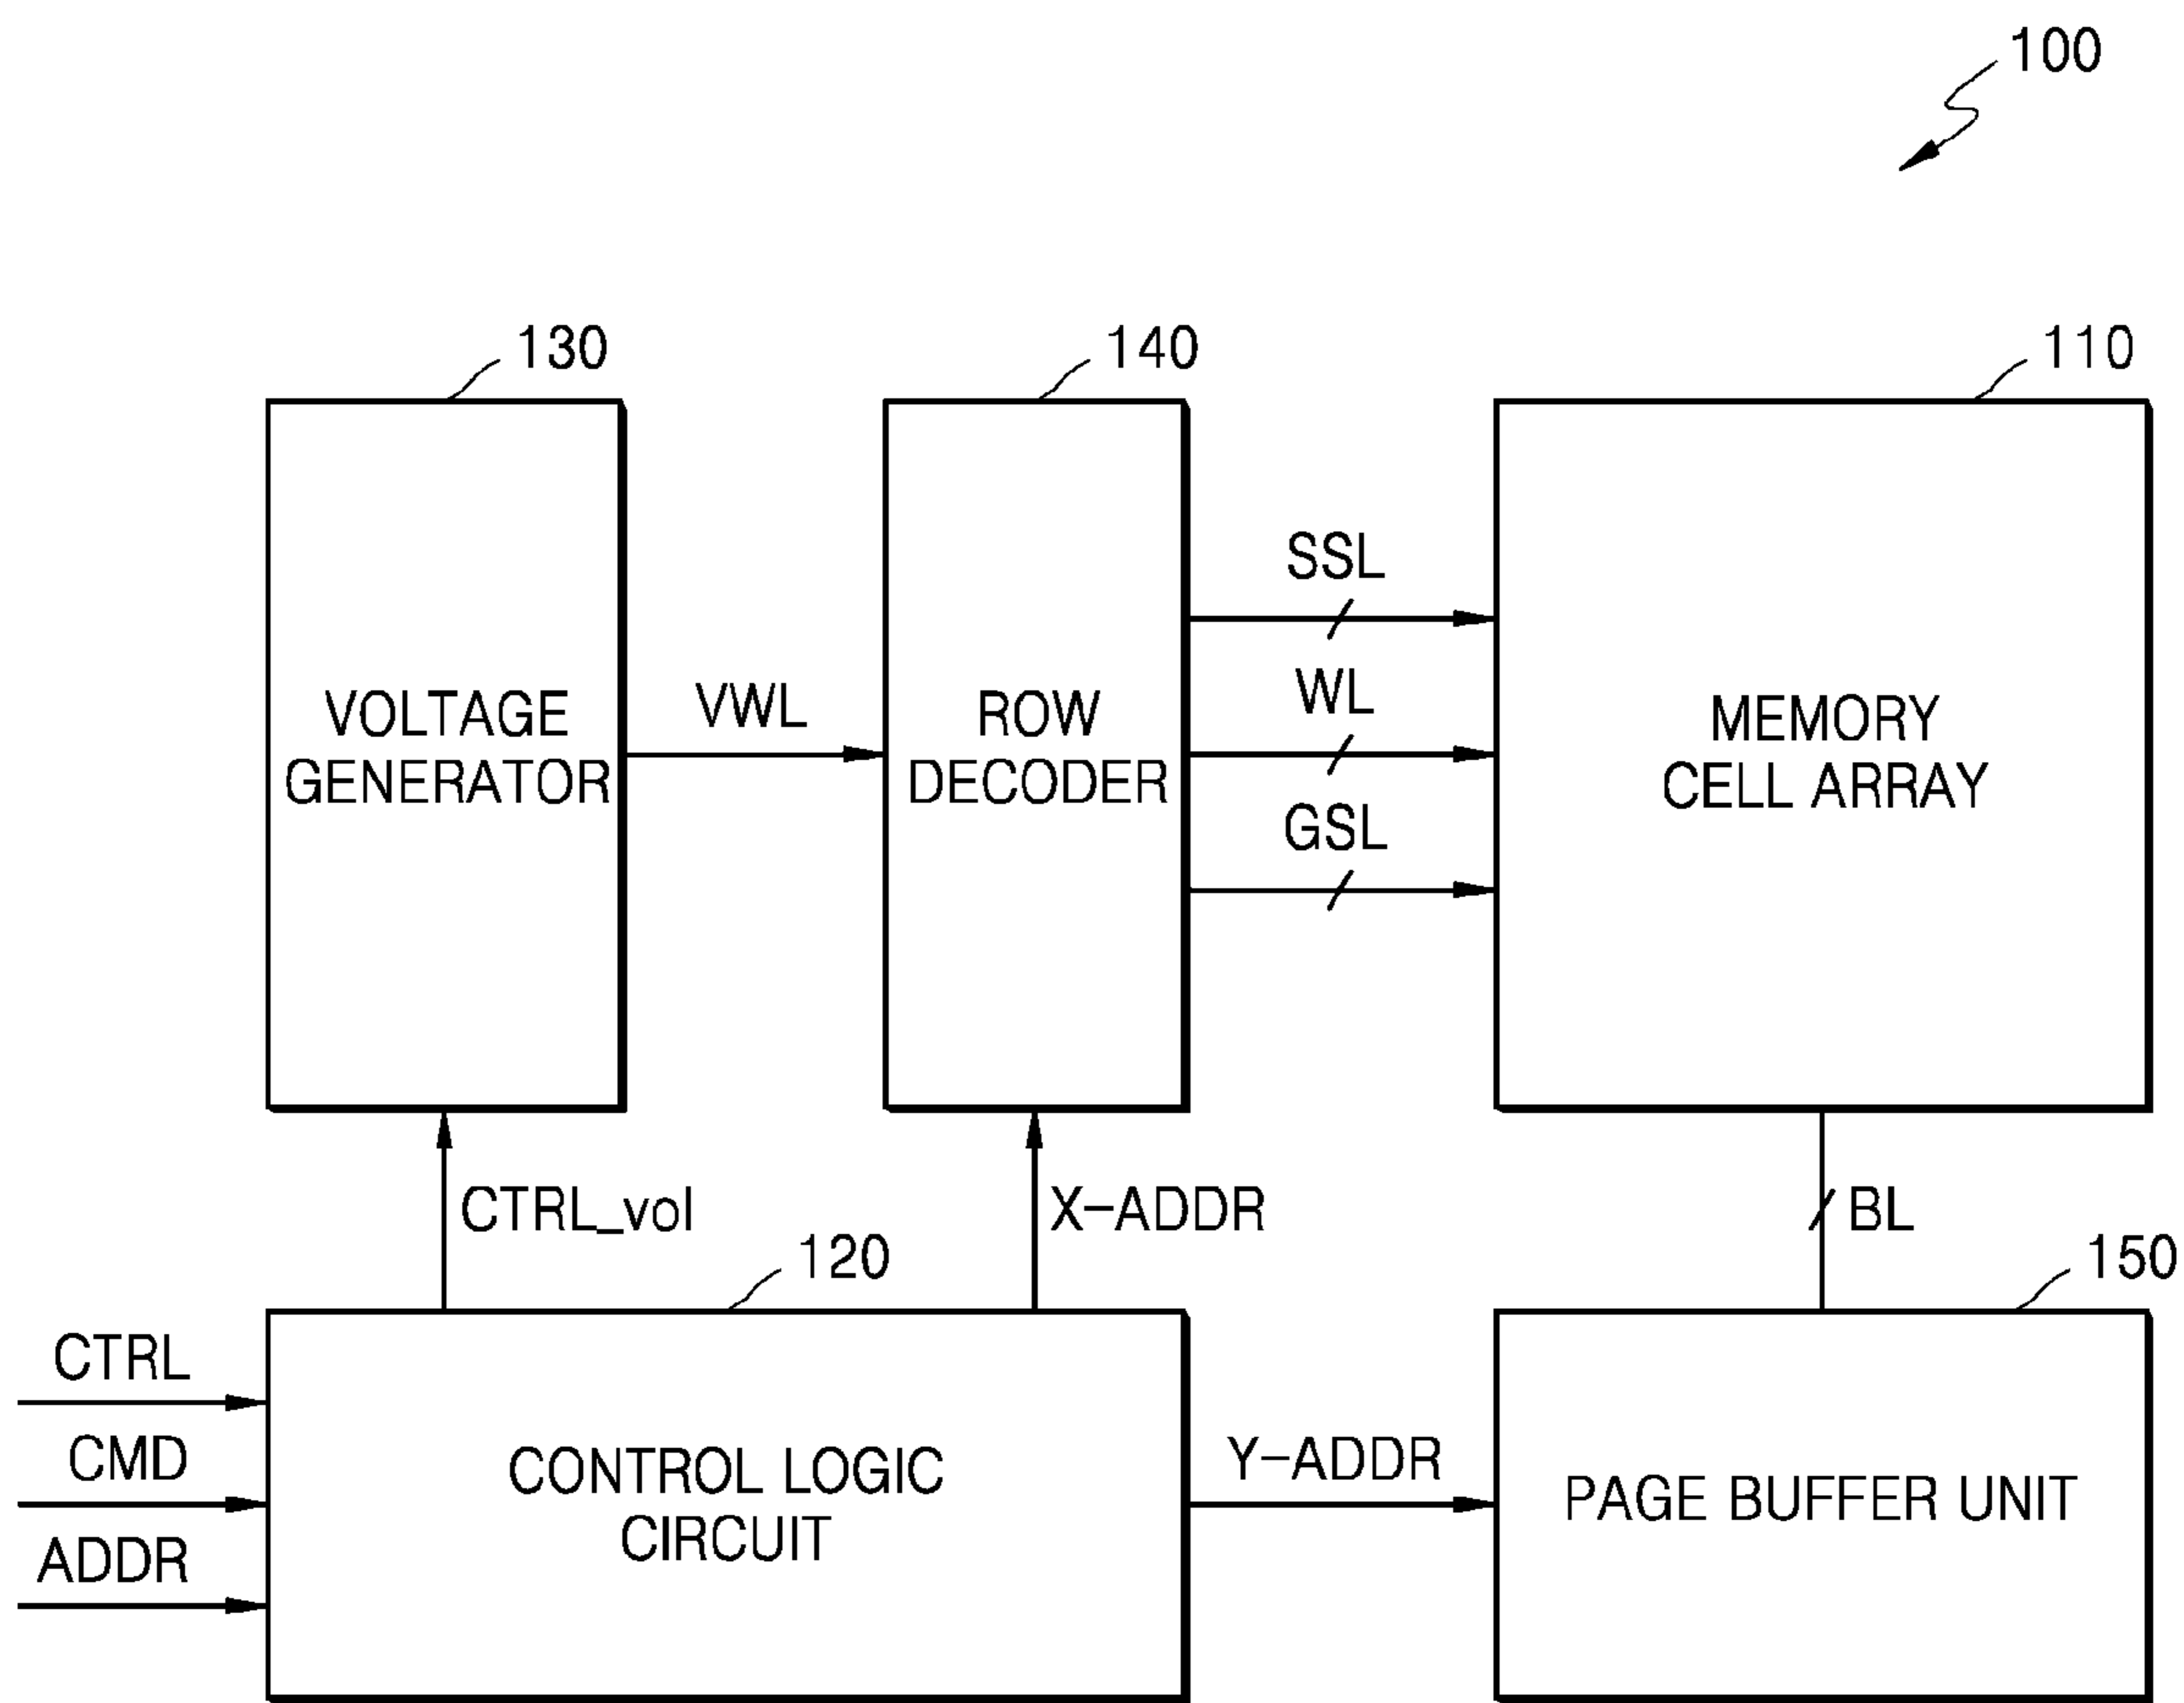 100
130
140
110
SSL
WL
GSL
VWL
VOLTAGE
GENERATOR
ROW
DECODER
MEMORY
CELL ARRAY
CTRL_vol
X-ADDR
BL
120
150
CTRL
CMD
ADDR
CONTROL LOGIC
CIRCUIT
Y-ADDR
PAGE BUFFER UNIT